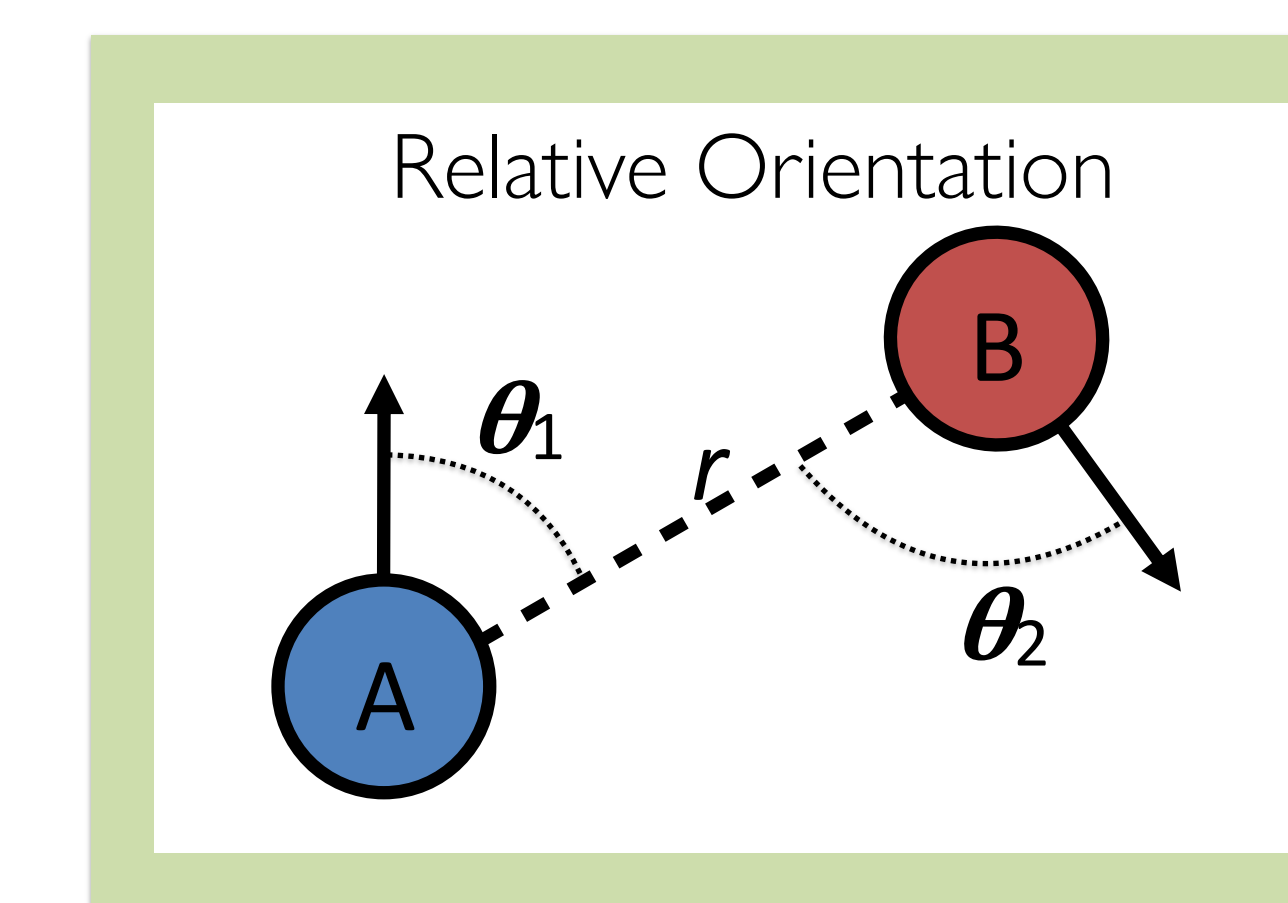 Relative Orientation
B
θ1
r
θ2
A